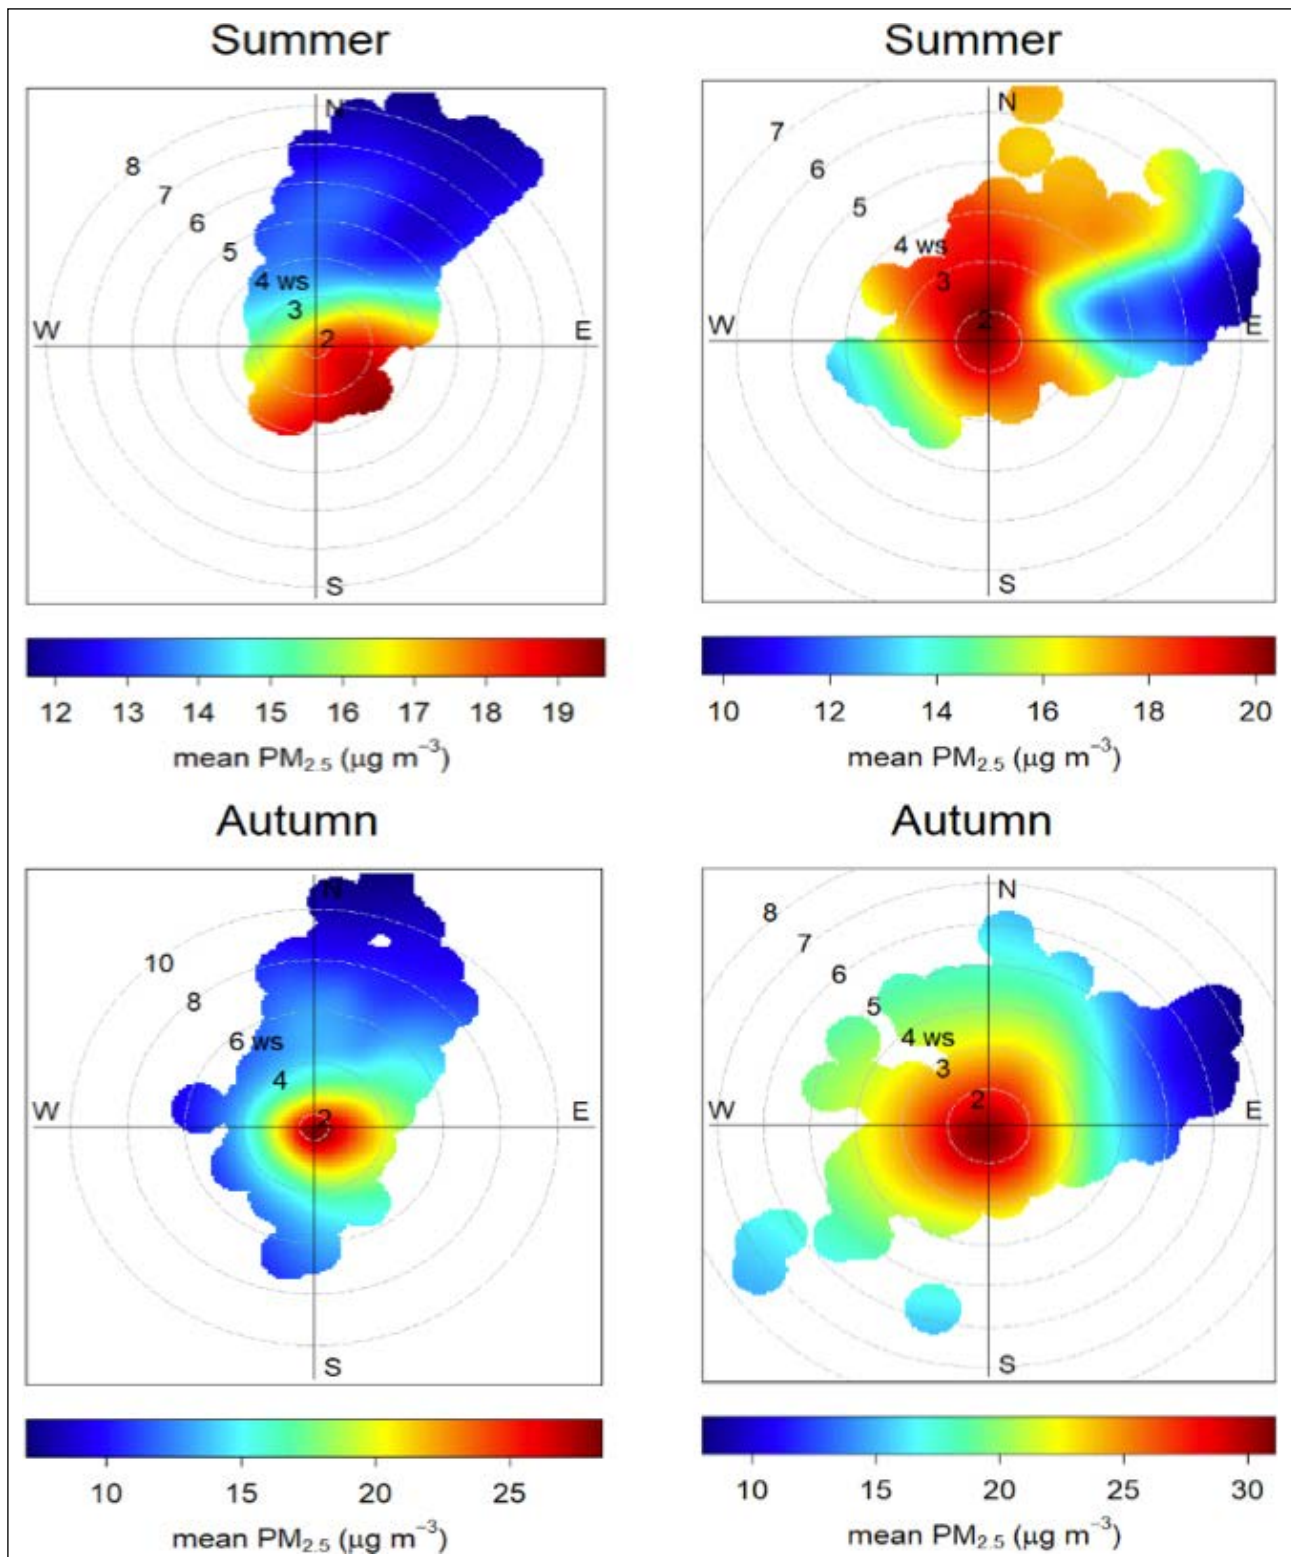 Summer
N
8
7
6
5
4 ws
3
2
W
E
S
12 13 14 15 16 17 18 19
mean PM2.5 (μg m−3)
Summer
N
7
6
5
4 ws
3
2
W
E
S
10 12 14 16 18 20
mean PM2.5 (μg m−3)
Autumn
N
10
8
6 ws
4
2
W
E
S
10 15 20 25
mean PM2.5 (μg m−3)
Autumn
N
8
7
6
5
4 ws
3
2
W
E
S
10 15 20 25 30
mean PM2.5 (μg m−3)